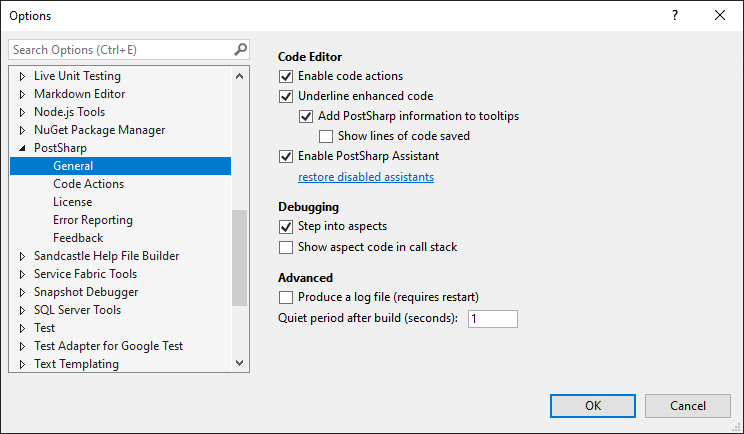 Options
Search Options (Ctrl+E)
Live Unit Testing
Markdown Editor
Node.js Tools
NuGet Package Manager
PostSharp
General
Code Actions
License
Error Reporting
Feedback
Sandcastle Help File Builder
Service Fabric Tools
Snapshot Debugger
SQL Server Tools
Test
Test Adapter for Google Test
Text Templating
Code Editor
Enable code actions
Underline enhanced code
Add PostSharp information to tooltips
Show lines of code saved
Enable PostSharp Assistant
restore disabled assistants
Debugging
Step into aspects
Show aspect code in call stack
Advanced
Produce a log file (requires restart)
Quiet period after build (seconds): 1
OK Cancel